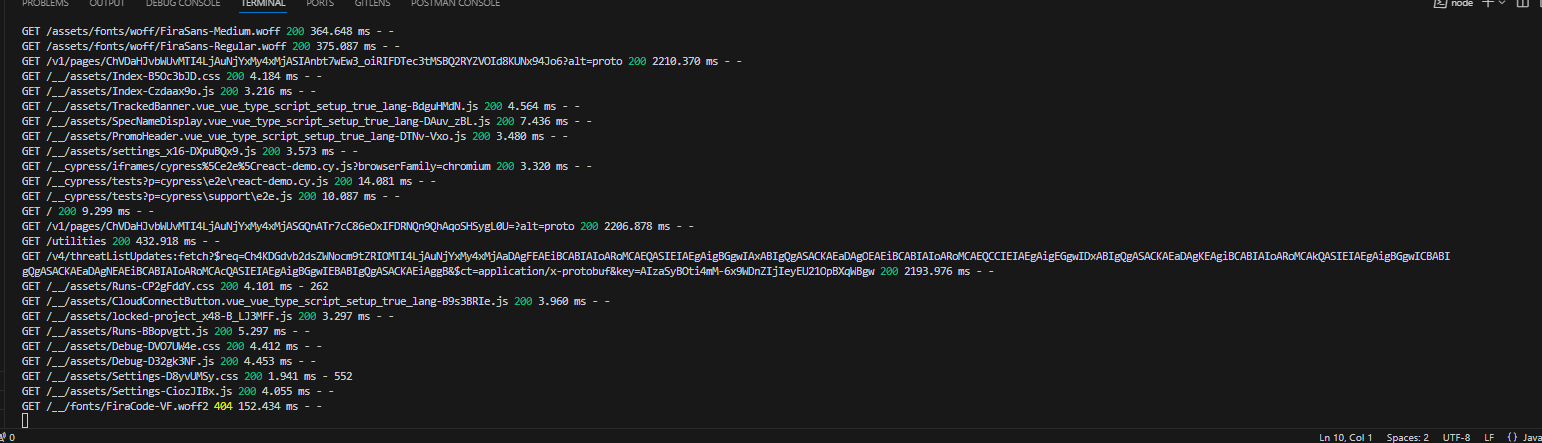 PROBLEMS OUTPUT DEBUG CONSOLE TERMINAL PORTS GITLENS POSTMAN CONSOLE node
GET /assets/fonts/woff/FiraSans-Medium.woff 200 364.648 ms - -
GET /assets/fonts/woff/FiraSans-Regular.woff 200 375.087 ms - -
GET /v1/pages/ChVDaHJvbWUvMTI4LjAuNjYxMy4xMjASIAnbt7wEw3_oiRIFDTec3tMSBQ2RYZVOId8KUNx94Jo6?alt=proto 200 2210.370 ms - -
GET /__/assets/Index-B5Oc3bJD.css 200 4.184 ms - -
GET /__/assets/Index-Czdaax9o.js 200 3.216 ms - -
GET /__/assets/TrackedBanner.vue_vue_type_script_setup_true_lang-BdguHMdN.js 200 4.564 ms - -
GET /__/assets/SpecNameDisplay.vue_vue_type_script_setup_true_lang-DAuv_zBL.js 200 7.436 ms - -
GET /__/assets/PromoHeader.vue_vue_type_script_setup_true_lang-DTNv-Vxo.js 200 3.480 ms - -
GET /__/assets/settings_x16-DXpuBQx9.js 200 3.573 ms - -
GET /__cypress/iframes/cypress%5Ce2e%5Creact-demo.cy.js?browserFamily=chromium 200 3.320 ms - -
GET /__cypress/tests?p=cypress\e2e\react-demo.cy.js 200 14.081 ms - -
GET /__cypress/tests?p=cypress\support\e2e.js 200 10.087 ms - -
GET / 200 9.299 ms - -
GET /v1/pages/ChVDaHJvbWUvMTI4LjAuNjYxMy4xMjASGQnATr7cC86eOxIFDRNQn9QhAqoSHSygL0U=?alt=proto 200 2206.878 ms - -
GET /utilities 200 432.918 ms - -
GET /v4/threatListUpdates:fetch?$req=Ch4KDGdvb2dsZWNocm9tZRIOMTI4LjAuNjYxMy4xMjAaDAgFEAEiBCABIAIoARoMCAEQASIEIAEgAigBGgwIAxABIgQgASACKAEaDAgOEAEiBCABIAIoARoMCAEQCCIEIAEgAigEGgwIDxABIgQgASACKAEaDAgKEAgiBCABIAIoARoMCAkQASIEIAEgAigBGgwICBABI
gQgASACKAEaDAgNEAEiBCABIAIoARoMCAcQASIEIAEgAigBGgwIEBABIgQgASACKAEiAggB&$ct=application/x-protobuf&key=AIzaSyBOti4mM-6x9WDnZIjIeyEU21OpBXqWBgw 200 2193.976 ms - -
GET /__/assets/Runs-CP2gFddY.css 200 4.101 ms - 262
GET /__/assets/CloudConnectButton.vue_vue_type_script_setup_true_lang-B9s3BRIe.js 200 3.960 ms - -
GET /__/assets/locked-project_x48-B_LJ3MFF.js 200 3.297 ms - -
GET /__/assets/Runs-BBopvgtt.js 200 5.297 ms - -
GET /__/assets/Debug-DVO7UW4e.css 200 4.412 ms - -
GET /__/assets/Debug-D32gk3NF.js 200 4.453 ms - -
GET /__/assets/Settings-D8yvUMSy.css 200 1.941 ms - 552
GET /__/assets/Settings-CiozJIBx.js 200 4.055 ms - -
GET /__/fonts/FiraCode-VF.woff2 404 152.434 ms - -
0 Ln 10, Col 1 Spaces: 2 UTF-8 LF {} Java